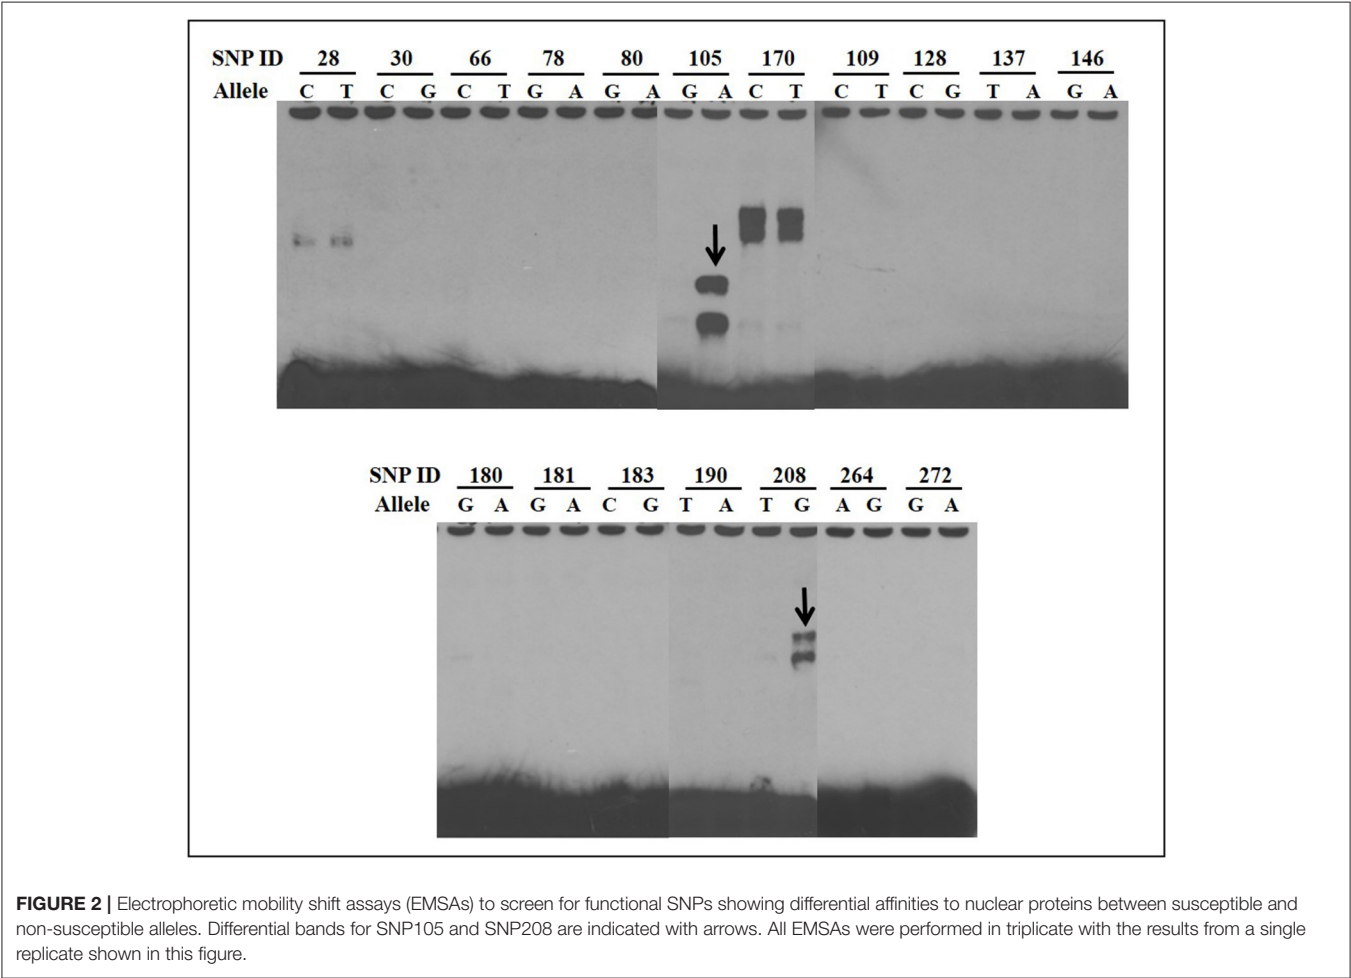 SNP ID 28 30 66 78 80 105 170 109 128 137 146
Allele C T C G C T G A G A G A C T C T C G T A G A
SNP ID 180 181 183 190 208 264 272
Allele G A G A C G T A T G A G G A
FIGURE 2 | Electrophoretic mobility shift assays (EMSAs) to screen for functional SNPs showing differential affinities to nuclear proteins between susceptible and
non-susceptible alleles. Differential bands for SNP105 and SNP208 are indicated with arrows. All EMSAs were performed in triplicate with the results from a single
replicate shown in this figure.